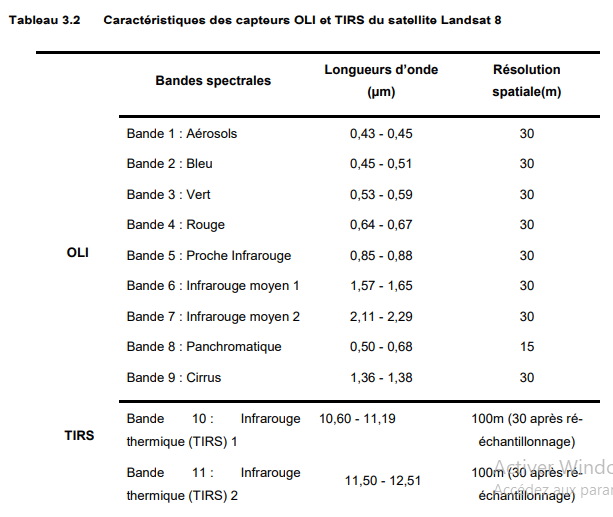 Tableau 3.2 Caractéristiques des capteurs OLI et TIRS du satellite Landsat 8
Bandes spectrales Longueurs d’onde (µm) Résolution spatiale(m)
OLI
Bande 1 : Aérosols 0,43 - 0,45 30
Bande 2 : Bleu 0,45 - 0,51 30
Bande 3 : Vert 0,53 - 0,59 30
Bande 4 : Rouge 0,64 - 0,67 30
Bande 5 : Proche Infrarouge 0,85 - 0,88 30
Bande 6 : Infrarouge moyen 1 1,57 - 1,65 30
Bande 7 : Infrarouge moyen 2 2,11 - 2,29 30
Bande 8 : Panchromatique 0,50 - 0,68 15
Bande 9 : Cirrus 1,36 - 1,38 30
TIRS
Bande 10 : Infrarouge 10,60 - 11,19 100m (30 après ré-
thermique (TIRS) 1 échantillonnage)
Bande 11 : Infrarouge 11,50 - 12,51 100m (30 après ré-
thermique (TIRS) 2 échantillonnage)
Activer Windo
Accédez aux parar